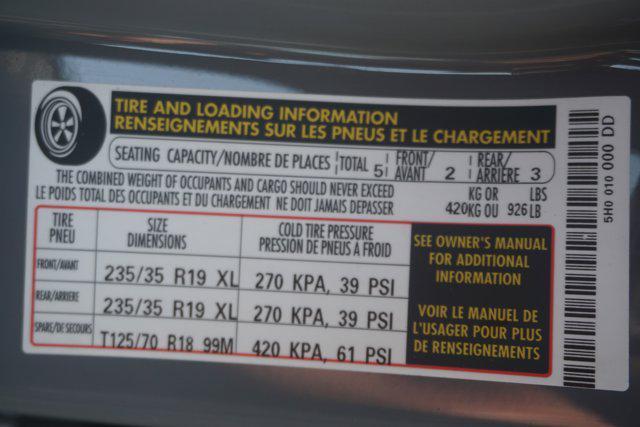 TIRE AND LOADING INFORMATION
RENSEIGNEMENTS SUR LES PNEUS ET LE CHARGEMENT
SEATING CAPACITY/NOMBRE DE PLACES TOTAL 5 FRONT/AVANT 2 REAR/ARRIÈRE 3
THE COMBINED WEIGHT OF OCCUPANTS AND CARGO SHOULD NEVER EXCEED KG OR LBS
LE POIDS TOTAL DES OCCUPANTS ET DU CHARGEMENT NE DOIT JAMAIS DEPASSER 420KG OU 926LB
TIRE PNEU
SIZE DIMENSIONS
COLD TIRE PRESSURE
PRESSION DE PNEUS A FROID
FRONT/AVANT 235/35 R19 XL 270 KPA, 39 PSI
REAR/ARRIERE 235/35 R19 XL 270 KPA, 39 PSI
SPARE/DE SECOURS T125/70 R18 99M 420 KPA, 61 PSI
SEE OWNER'S MANUAL
FOR ADDITIONAL
INFORMATION
VOIR LE MANUEL DE
L'USAGER POUR PLUS
DE RENSEIGNEMENTS
5H0 010 000 DD